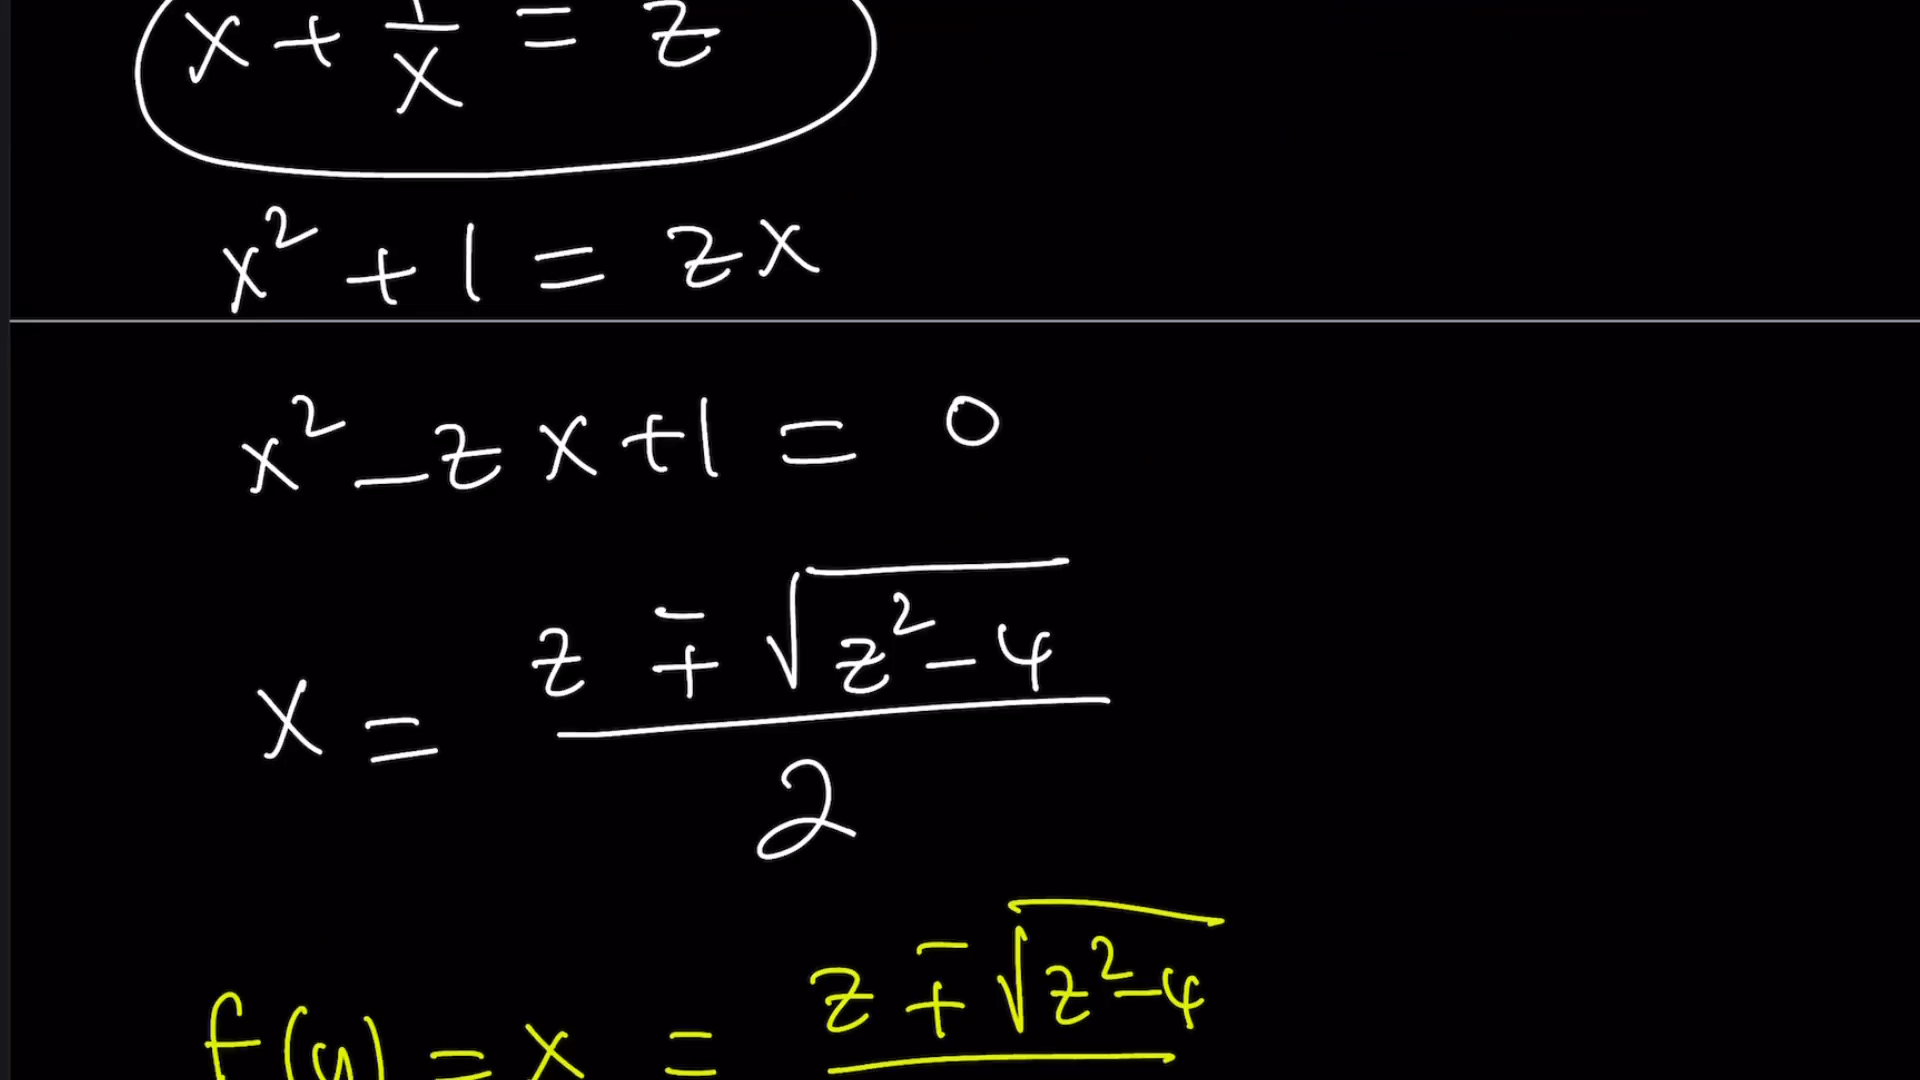 x + 1/x = z
x² + 1 = zx
x² - zx + 1 = 0
x = (z ∓ √(z² - 4)) / 2
f(y) = x = z ∓ √(z² - 4)